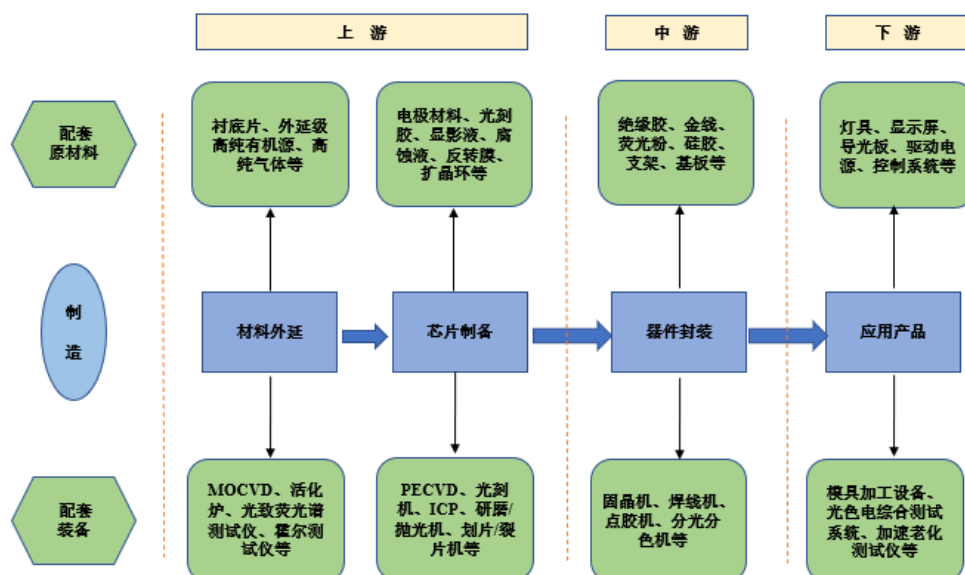 上 游
中 游
下 游
配套
原材料
衬底片、外延级
高纯有机源、高
纯气体等
电极材料、光刻
胶、显影液、腐
蚀液、反转膜、
扩晶环等
绝缘胶、金线、
荧光粉、硅胶、
支架、基板等
灯具、显示屏、
导光板、驱动电
源、控制系统等
制
造
材料外延
芯片制备
器件封装
应用产品
配套
装备
MOCVD、活化
炉、光致荧光谱
测试仪、霍尔测
试仪等
PECVD、光刻
机、ICP、研磨/
抛光机、划片/裂
片机等
固晶机、焊线机、
点胶机、分光分
色机等
模具加工设备、
光色电综合测试
系统、加速老化
测试仪等